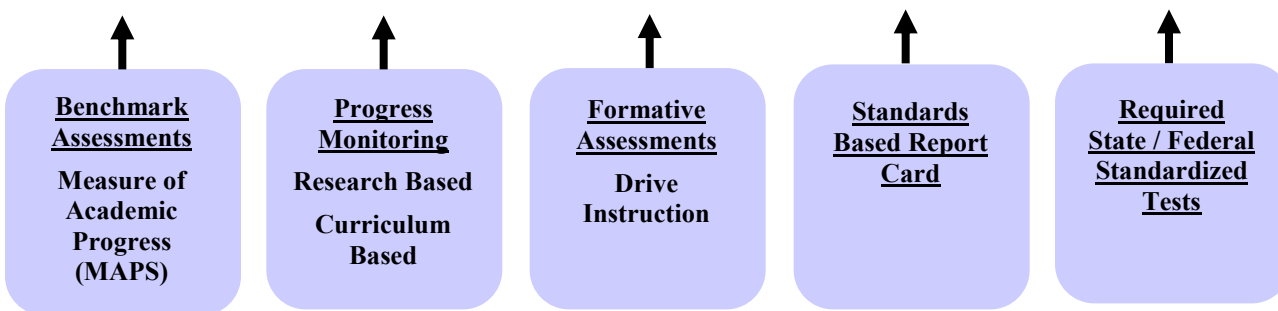 Benchmark
Assessments
Measure of
Academic
Progress
(MAPS)
Progress
Monitoring
Research Based
Curriculum
Based
Formative
Assessments
Drive
Instruction
Standards
Based Report
Card
Required
State / Federal
Standardized
Tests